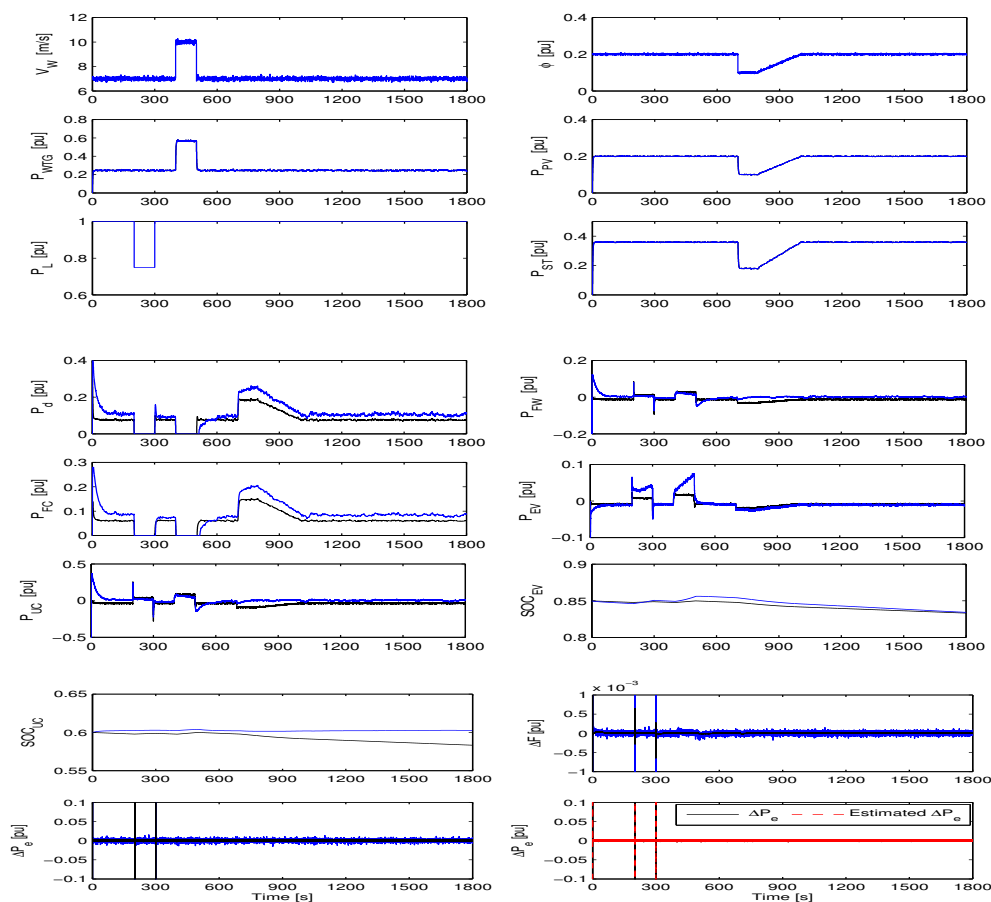 V_W [m/s]
12
10
8
6
0 300 600 900 1200 1500 1800
ϕ [pu]
0.4
0.2
0
0 300 600 900 1200 1500 1800
P_WTG [pu]
0.8
0.6
0.4
0.2
0
0 300 600 900 1200 1500 1800
P_PV [pu]
0.4
0.2
0
0 300 600 900 1200 1500 1800
P_L [pu]
1
0.8
0.6
0 300 600 900 1200 1500 1800
P_ST [pu]
0.4
0.2
0
0 300 600 900 1200 1500 1800
P_d [pu]
0.4
0.2
0
0 300 600 900 1200 1500 1800
P_FW [pu]
0.2
0
−0.2
0 300 600 900 1200 1500 1800
P_FC [pu]
0.3
0.2
0.1
0
0 300 600 900 1200 1500 1800
P_EV [pu]
0.1
0
−0.1
0 300 600 900 1200 1500 1800
P_UC [pu]
0.5
0
−0.5
0 300 600 900 1200 1500 1800
SOC_EV
0.9
0.85
0.8
0 300 600 900 1200 1500 1800
SOC_UC
0.65
0.6
0.55
0 300 600 900 1200 1500 1800
ΔF [pu]
x 10^−3
1
0.5
0
−0.5
−1
0 300 600 900 1200 1500 1800
ΔP_e [pu]
0.1
0.05
0
−0.05
−0.1
0 300 600 900 1200 1500 1800
Time [s]
ΔP_e [pu]
0.1
0.05
0
−0.05
−0.1
ΔP_e Estimated ΔP_e
0 300 600 900 1200 1500 1800
Time [s]